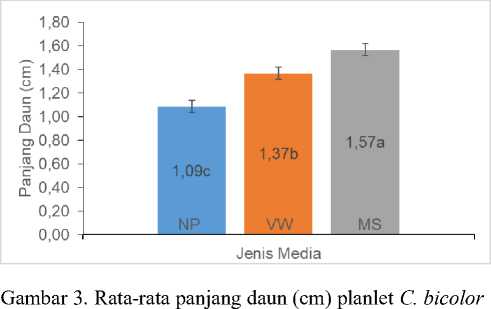 1,80
1,60
1,40
1,20
1,00
0,80
0,60
0,40
0,20
0,00
Panjang Daun (cm)
1,09c
1,37b
1,57a
NP VW MS
Jenis Media
Gambar 3. Rata-rata panjang daun (cm) planlet C. bicolor